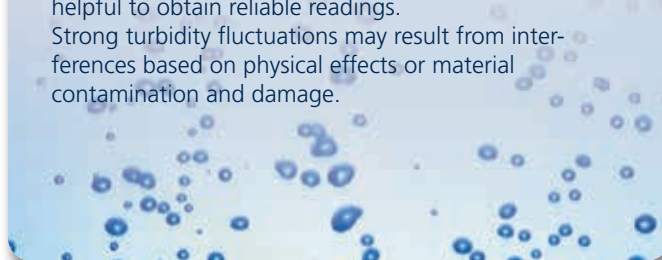 helpful to obtain reliable readings.
Strong turbidity fluctuations may result from inter-
ferences based on physical effects or material
contamination and damage.